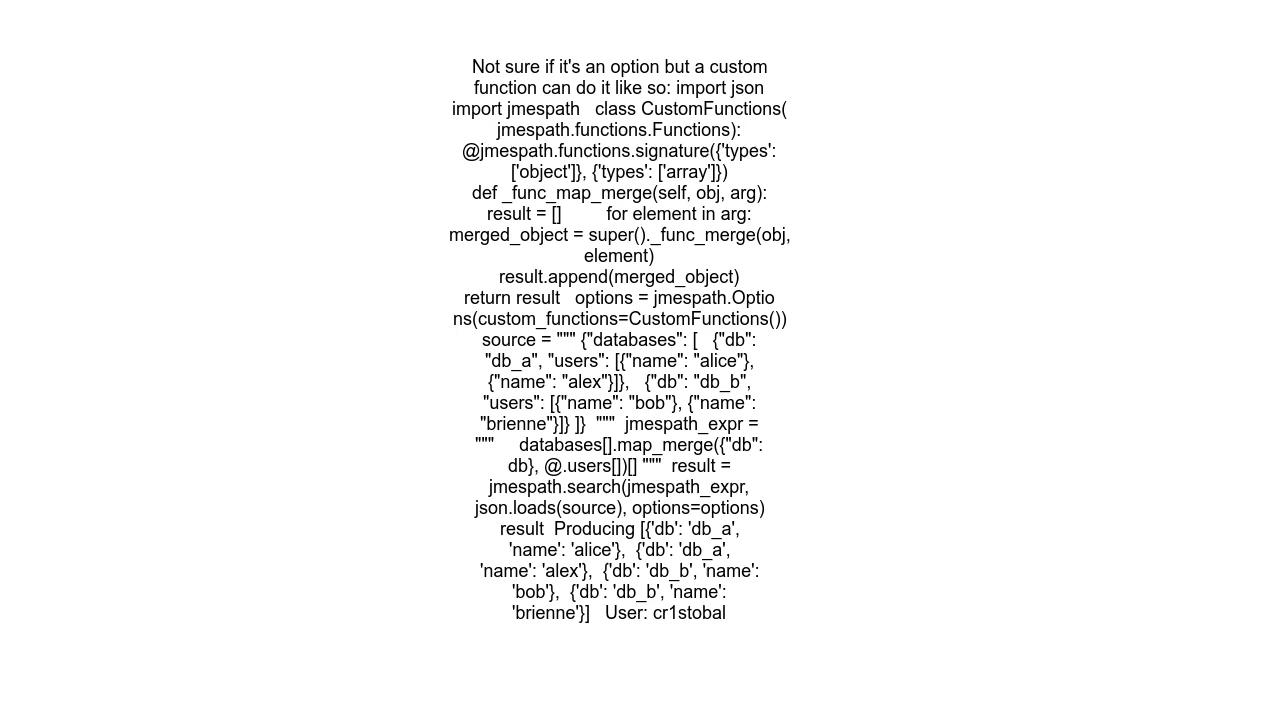 Not sure if it's an option but a custom
function can do it like so: import json
import jmespath   class CustomFunctions(
jmespath.functions.Functions):
@jmespath.functions.signature({'types':
['object']}, {'types': ['array']})
def _func_map_merge(self, obj, arg):
result = []         for element in arg:
merged_object = super()._func_merge(obj,
element)
result.append(merged_object)
return result   options = jmespath.Optio
ns(custom_functions=CustomFunctions())
source = """ {"databases": [   {"db":
"db_a", "users": [{"name": "alice"},
{"name": "alex"}]},   {"db": "db_b",
"users": [{"name": "bob"}, {"name":
"brienne"}]} ]}  """  jmespath_expr =
"""     databases[].map_merge({"db":
db}, @.users[])[] """  result =
jmespath.search(jmespath_expr,
json.loads(source), options=options)
result  Producing [{'db': 'db_a',
'name': 'alice'},  {'db': 'db_a',
'name': 'alex'},  {'db': 'db_b', 'name':
'bob'},  {'db': 'db_b', 'name':
'brienne'}]   User: cr1stobal